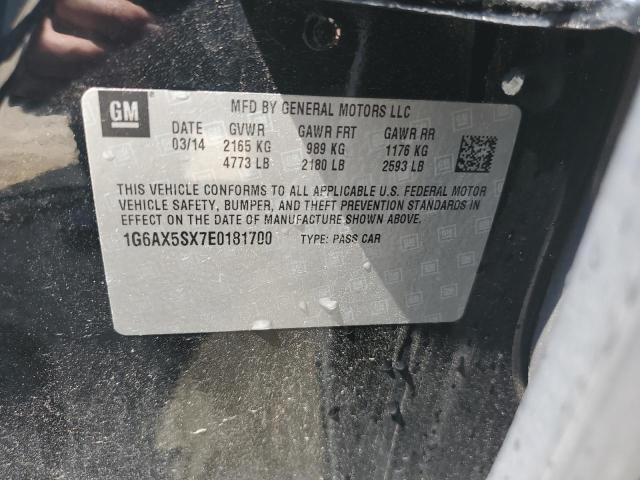 GM
MFD BY GENERAL MOTORS LLC
DATE GVWR GAWR FRT GAWR RR
03/14 2165 KG 989 KG 1176 KG
4773 LB 2180 LB 2593 LB
THIS VEHICLE CONFORMS TO ALL APPLICABLE U.S. FEDERAL MOTOR
VEHICLE SAFETY, BUMPER, AND THEFT PREVENTION STANDARDS IN
EFFECT ON THE DATE OF MANUFACTURE SHOWN ABOVE.
1G6AX5SX7E0181700 TYPE: PASS CAR